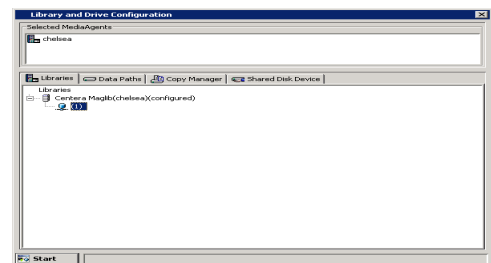 Library and Drive Configuration
Selected MediaAgents
chelsea
Libraries Data Paths Copy Manager Shared Disk Device
Libraries
Centera Maglib(chelsea)(configured)
(1)
Start